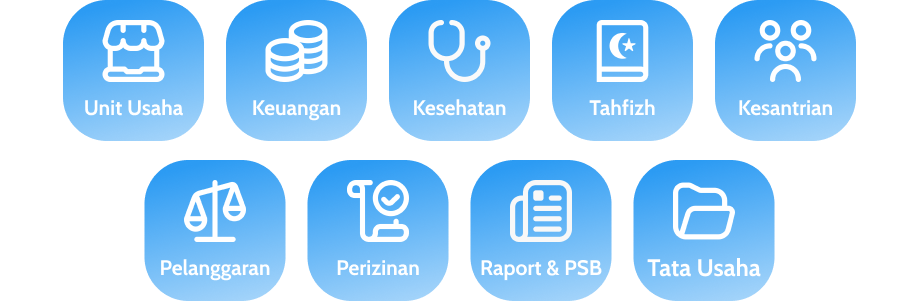 Unit Usaha
Keuangan
Kesehatan
Tahfizh
Kesantrian
Pelanggaran
Perizinan
Raport & PSB
Tata Usaha